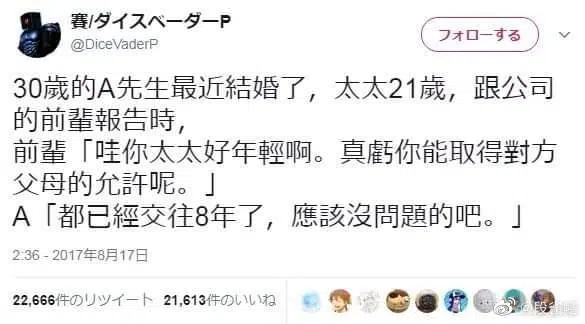 賽/ダイスベーダーP
@DiceVaderP
フォローする
30歲的A先生最近結婚了，太太21歲，跟公司
的前輩報告時，
前輩「哇你太太好年輕啊。真虧你能取得對方
父母的允許呢。」
A「都已經交往8年了，應該沒問題的吧。」
2:36 - 2017年8月17日
22,666件のリツイート 21,613件のいいね